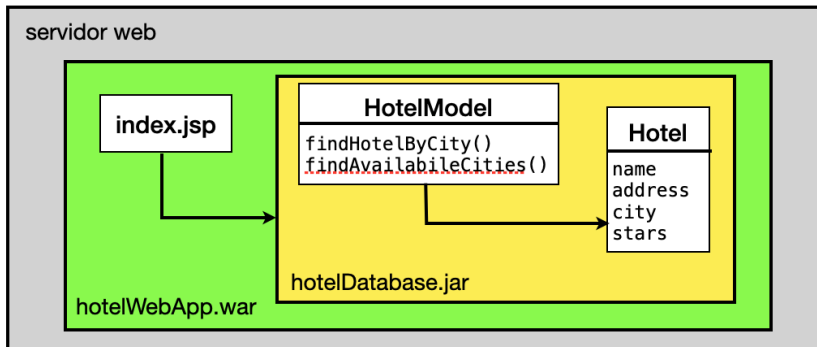 servidor web
index.jsp
HotelModel
findHotelByCity()
findAvailabileCities()
Hotel
name
address
city
stars
hotelDatabase.jar
hotelWebApp.war